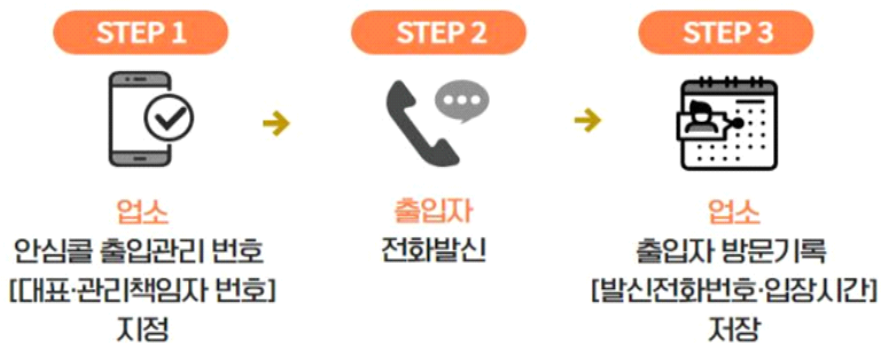 STEP 1
업소
안심콜 출입관리 번호
[대표·관리책임자 번호]
지정
STEP 2
출입자
전화발신
STEP 3
업소
출입자 방문기록
[발신전화번호·입장시간]
저장